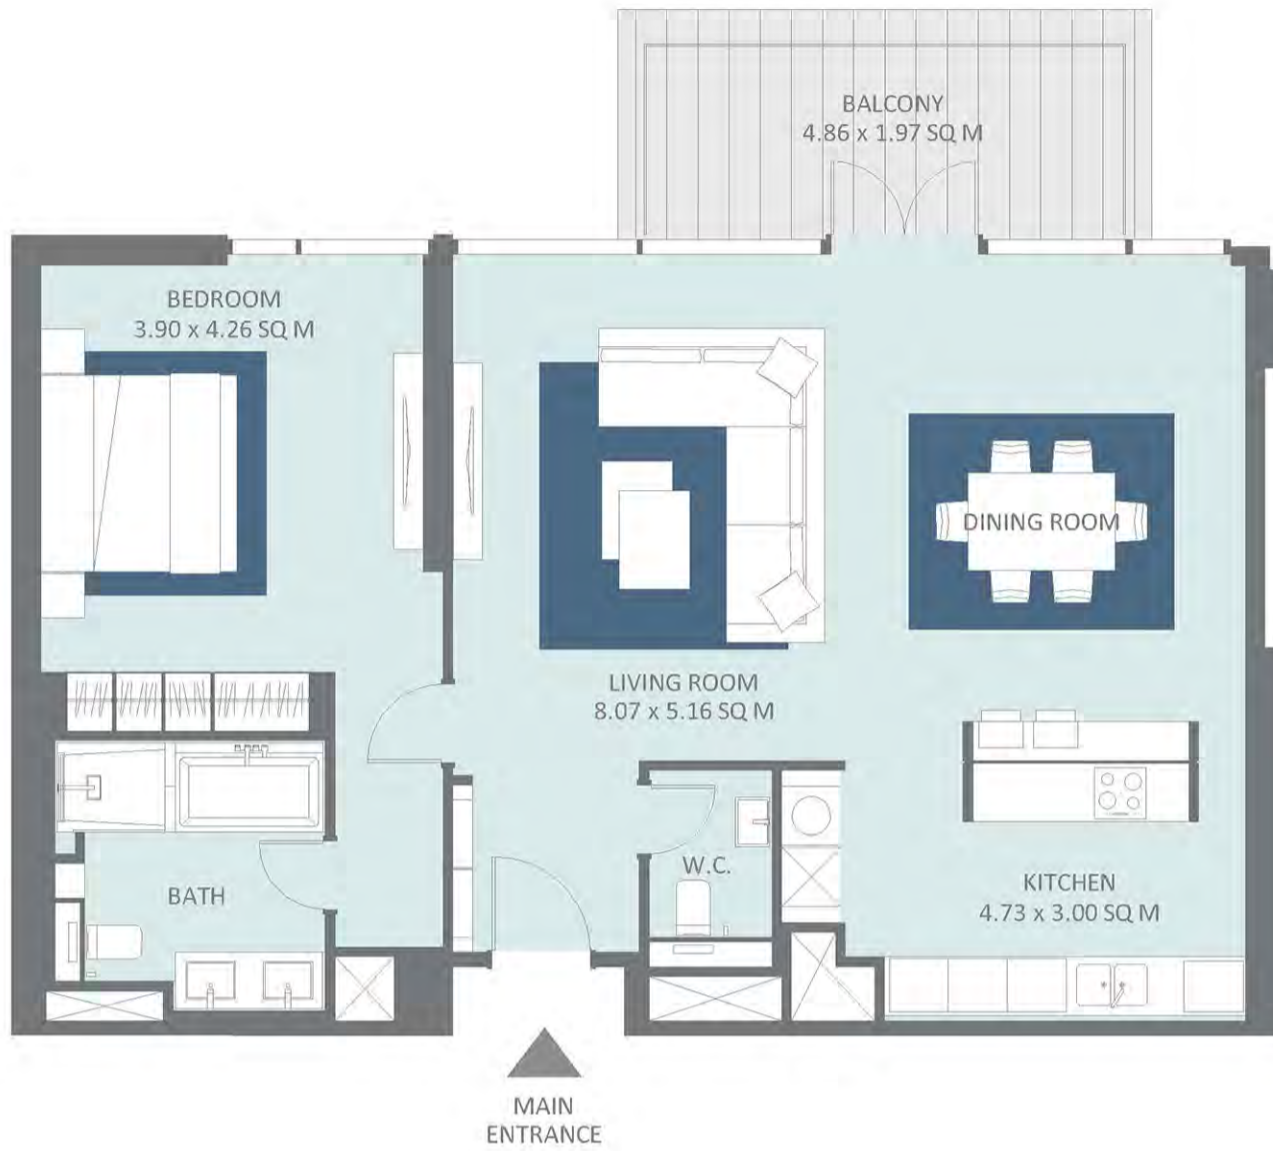 BALCONY
4.86 x 1.97 SQ M
BEDROOM
3.90 x 4.26 SQ M
DINING ROOM
LIVING ROOM
8.07 x 5.16 SQ M
W.C.
BATH
KITCHEN
4.73 x 3.00 SQ M
MAIN
ENTRANCE